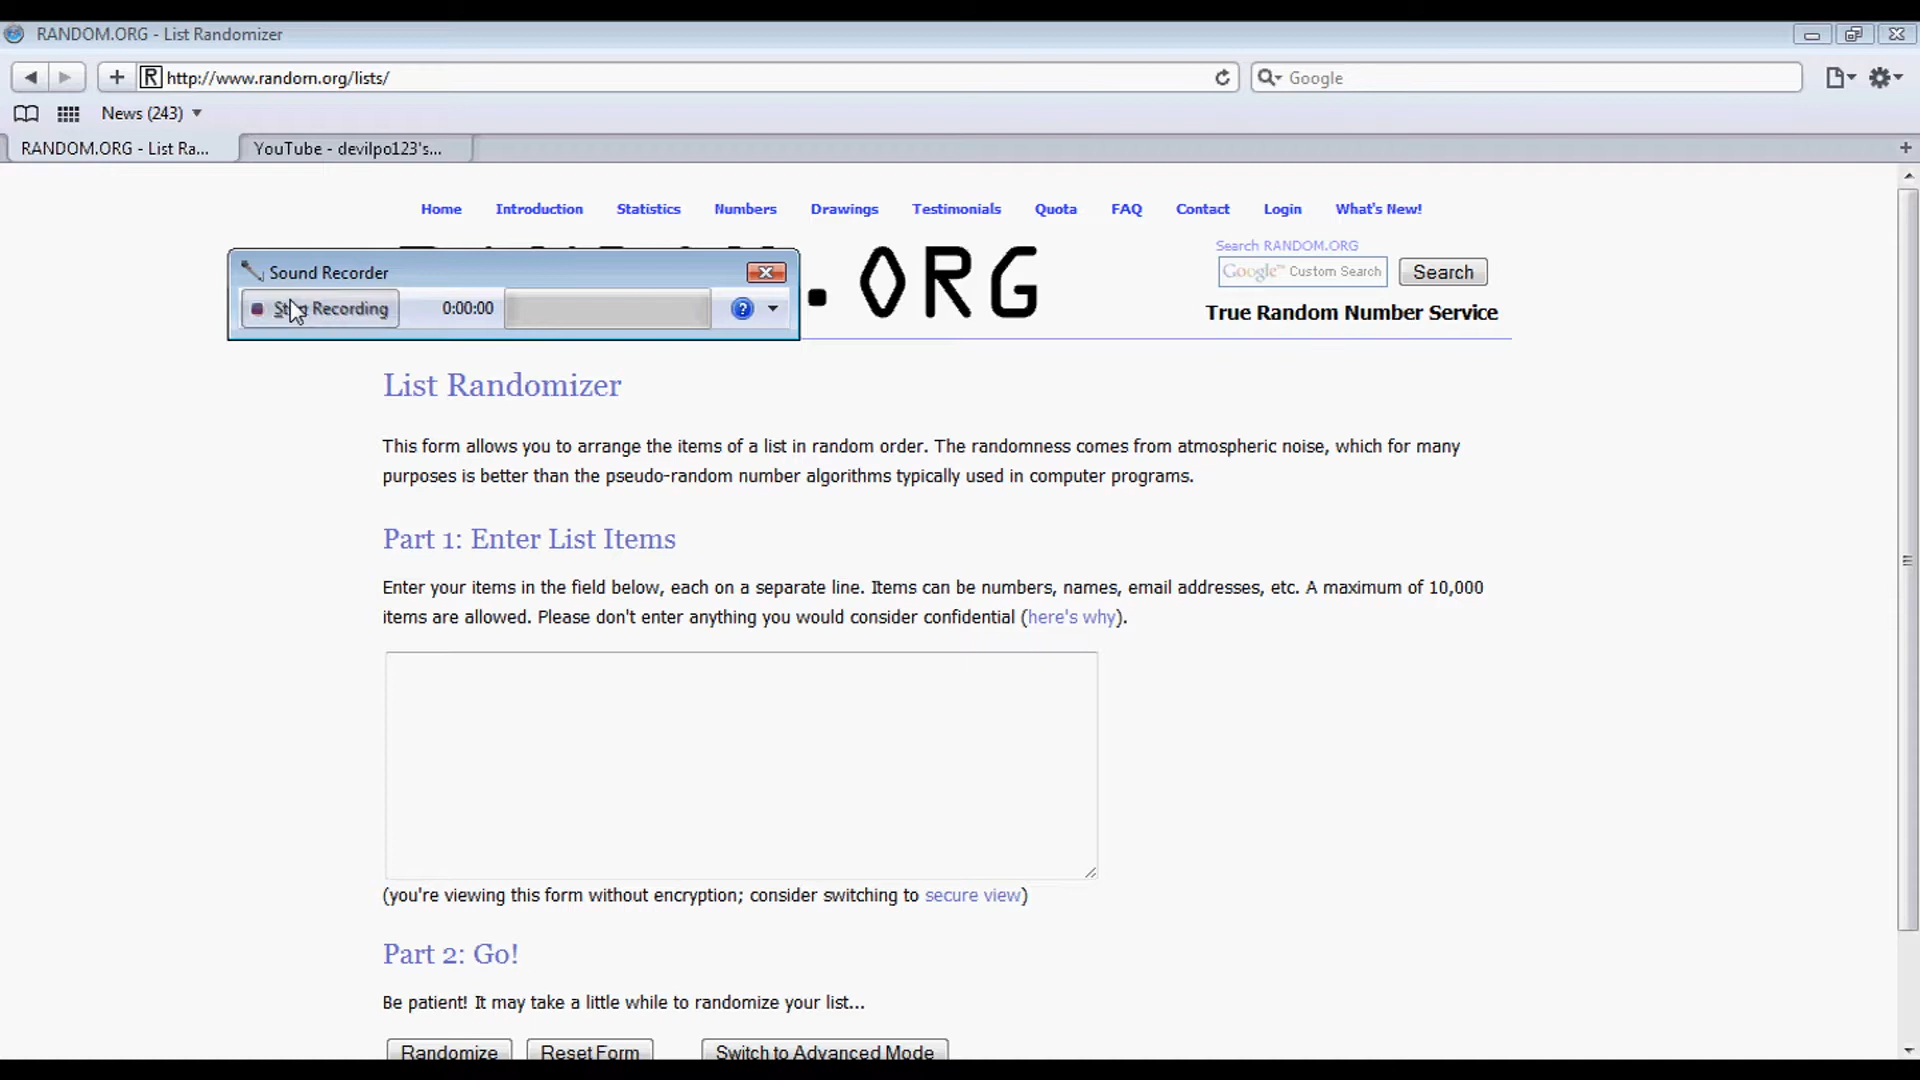 RANDOM.ORG - List Randomizer
http://www.random.org/lists/
Google
News (243)
RANDOM.ORG - List Ra...
YouTube - devilpo123's...
Home Introduction Statistics Numbers Drawings Testimonials Quota FAQ Contact Login What's New!
.ORG
Search RANDOM.ORG
Google™ Custom Search
Search
True Random Number Service
Sound Recorder
Recording
0:00:00
List Randomizer
This form allows you to arrange the items of a list in random order. The randomness comes from atmospheric noise, which for many
purposes is better than the pseudo-random number algorithms typically used in computer programs.
Part 1: Enter List Items
Enter your items in the field below, each on a separate line. Items can be numbers, names, email addresses, etc. A maximum of 10,000
items are allowed. Please don't enter anything you would consider confidential (here's why).
(you're viewing this form without encryption; consider switching to secure view)
Part 2: Go!
Be patient! It may take a little while to randomize your list...
Randomize Reset Form Switch to Advanced Mode